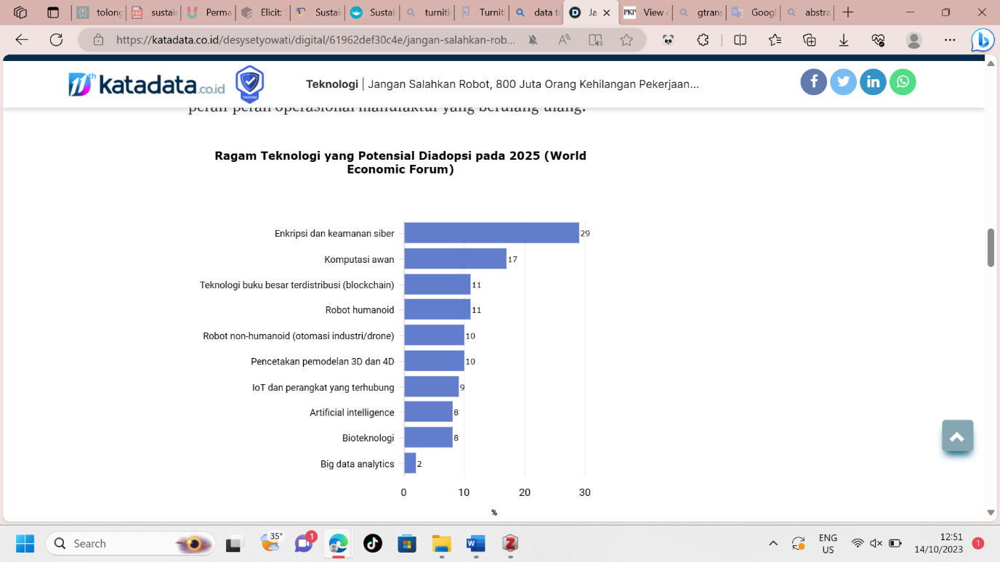 tolong
sustair
Perma
Elicit: S
Sustai
Sustai
turnitin
Turniti
data t
Ja
View c
gtrans
Googl
abstra
https://katadata.co.id/desysetyowati/digital/61962def30c4e/jangan-salahkan-rob...
11th katadata.co.id
TRUSTED
Teknologi | Jangan Salahkan Robot, 800 Juta Orang Kehilangan Pekerjaan...
peran-peran operasional manufaktur yang berulang-ulang.
Ragam Teknologi yang Potensial Diadopsi pada 2025 (World
Economic Forum)
Enkripsi dan keamanan siber 29
Komputasi awan 17
Teknologi buku besar terdistribusi (blockchain) 11
Robot humanoid 11
Robot non-humanoid (otomasi industri/drone) 10
Pencetakan pemodelan 3D dan 4D 10
IoT dan perangkat yang terhubung 9
Artificial intelligence 8
Bioteknologi 8
Big data analytics 2
0 10 20 30
%
Search
35°
1
ENG
US
12:51
14/10/2023
1